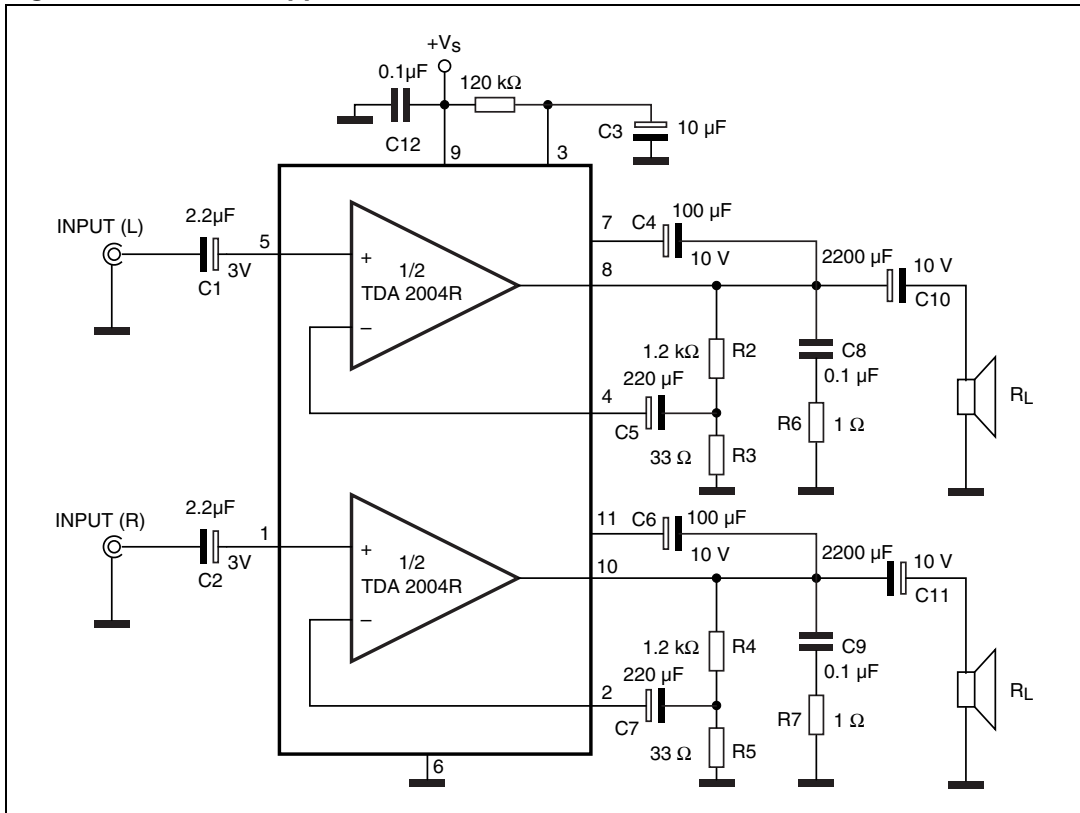 +VS
0.1µF
120 kΩ
C12
C3
10 µF
9
3
INPUT (L)
2.2µF
3V
C1
5
+
1/2
TDA 2004R
–
7
C4
100 µF
10 V
8
2200 µF
10 V
C10
1.2 kΩ
R2
C8
0.1 µF
220 µF
4
C5
33 Ω
R3
R6
1 Ω
RL
INPUT (R)
2.2µF
3V
C2
1
+
1/2
TDA 2004R
–
11
C6
100 µF
10 V
10
2200 µF
10 V
C11
1.2 kΩ
R4
C9
0.1 µF
220 µF
2
C7
33 Ω
R5
R7
1 Ω
RL
6